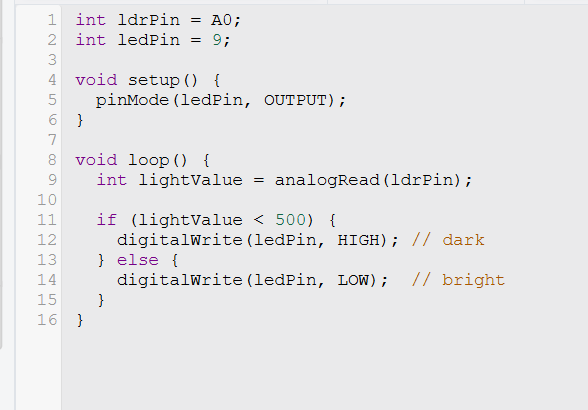 1 int ldrPin = A0;
2 int ledPin = 9;
3
4 void setup() {
5   pinMode(ledPin, OUTPUT);
6 }
7
8 void loop() {
9   int lightValue = analogRead(ldrPin);
10
11   if (lightValue < 500) {
12     digitalWrite(ledPin, HIGH); // dark
13   } else {
14     digitalWrite(ledPin, LOW);  // bright
15   }
16 }